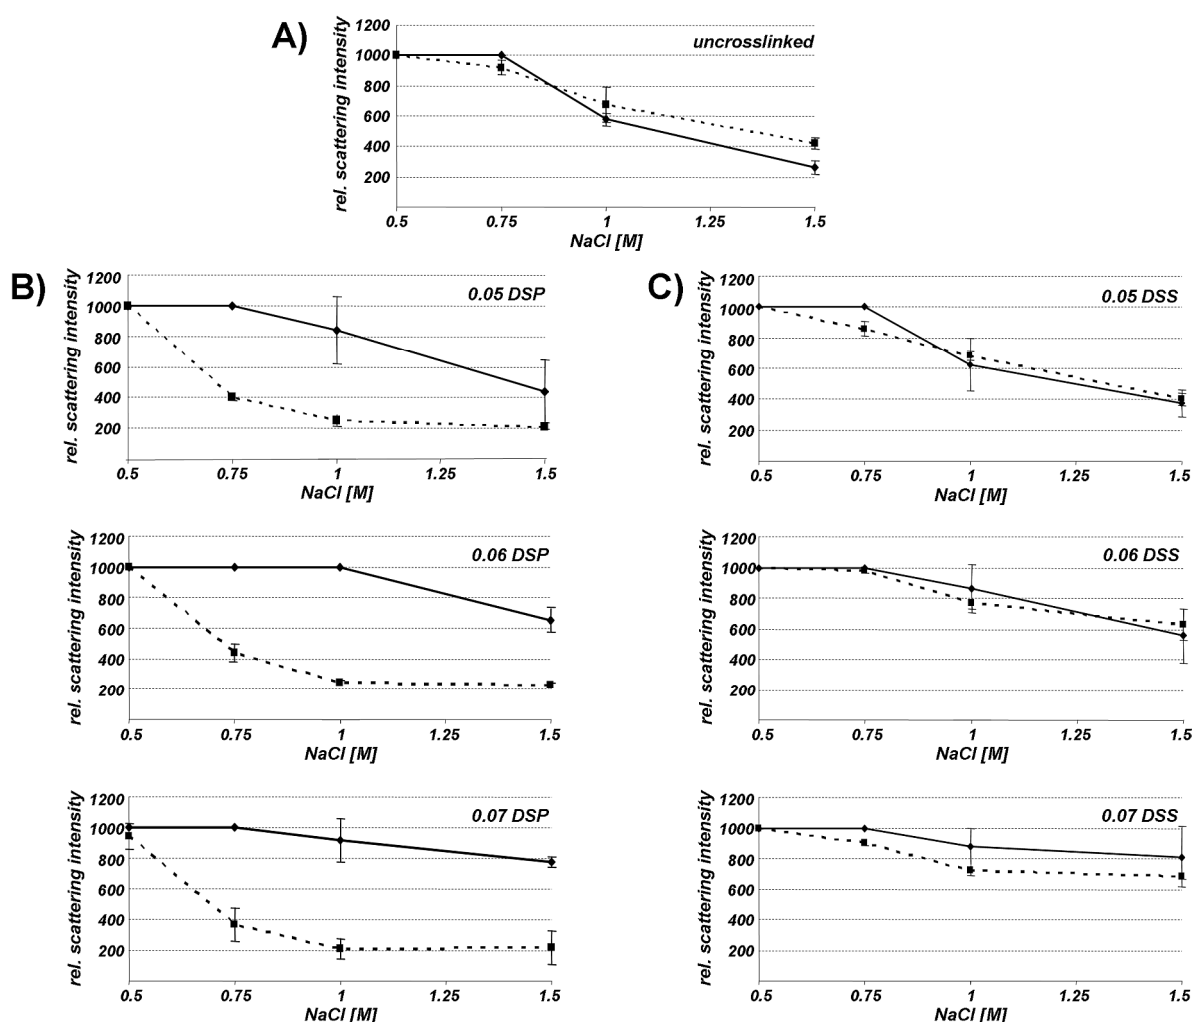 A)
rel. scattering intensity
uncrosslinked
1200
1000
800
600
400
200
0.5 0.75 1 1.25 1.5
NaCl [M]
B)
rel. scattering intensity
0.05 DSP
1200
1000
800
600
400
200
0.5 0.75 1 1.25 1.5
NaCl [M]
rel. scattering intensity
0.06 DSP
1200
1000
800
600
400
200
0.5 0.75 1 1.25 1.5
NaCl [M]
rel. scattering intensity
0.07 DSP
1200
1000
800
600
400
200
0.5 0.75 1 1.25 1.5
NaCl [M]
C)
rel. scattering intensity
0.05 DSS
1200
1000
800
600
400
200
0.5 0.75 1 1.25 1.5
NaCl [M]
rel. scattering intensity
0.06 DSS
1200
1000
800
600
400
200
0.5 0.75 1 1.25 1.5
NaCl [M]
rel. scattering intensity
0.07 DSS
1200
1000
800
600
400
200
0.5 0.75 1 1.25 1.5
NaCl [M]